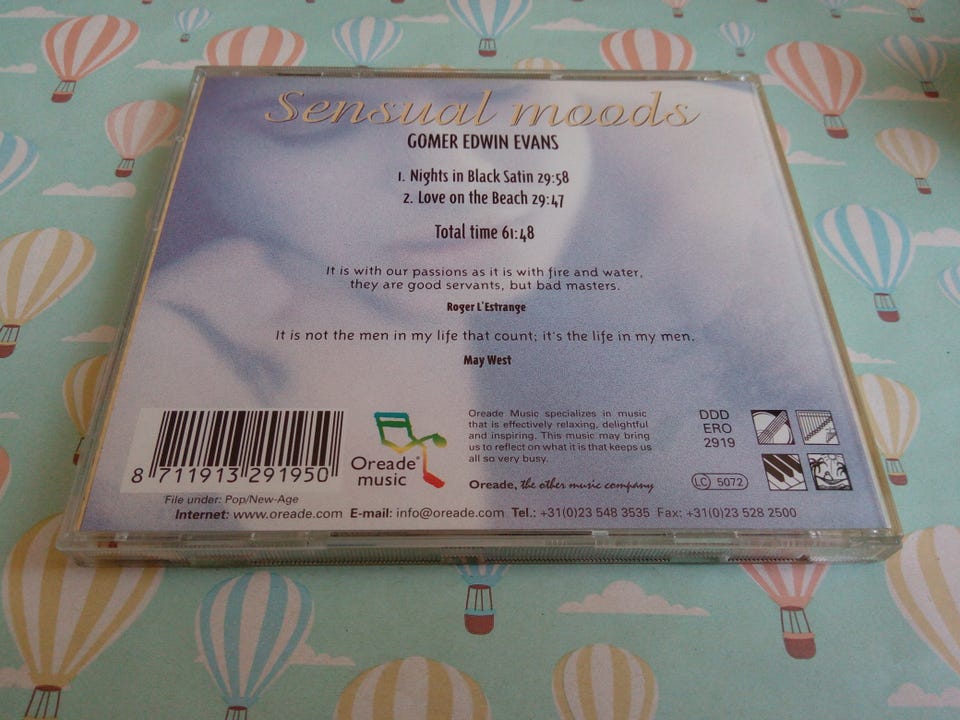 Sensual moods
GOMER EDWIN EVANS
1. Nights in Black Satin 29:58
2. Love on the Beach 29:47
Total time 61:48
It is with our passions as it is with fire and water,
they are good servants, but bad masters.
Roger L'Estrange
It is not the men in my life that count; it's the life in my men.
May West
8 711913 291950
Oreade®
music
Oreade Music specializes in music
that is effectively relaxing, delightful
and inspiring. This music may bring
us to reflect on what it is that keeps us
all so very busy.
Oreade, the other music company
DDD
ERO
2919
LC 5072
File under: Pop/New-Age
Internet: www.oreade.com E-mail: info@oreade.com Tel.: +31(0)23 548 3535 Fax: +31(0)23 528 2500